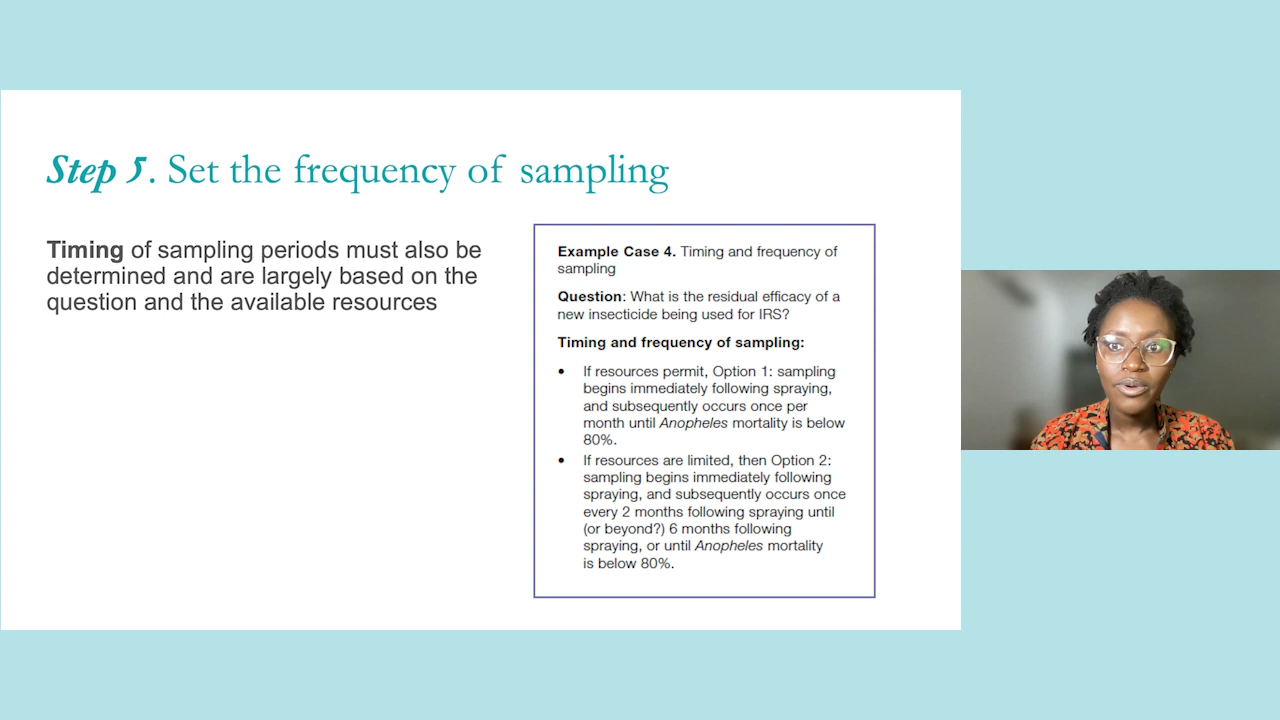 Step 5. Set the frequency of sampling
Timing of sampling periods must also be
determined and are largely based on the
question and the available resources
Example Case 4. Timing and frequency of
sampling
Question: What is the residual efficacy of a
new insecticide being used for IRS?
Timing and frequency of sampling:
• If resources permit, Option 1: sampling
begins immediately following spraying,
and subsequently occurs once per
month until Anopheles mortality is below
80%.
• If resources are limited, then Option 2:
sampling begins immediately following
spraying, and subsequently occurs once
every 2 months following spraying until
(or beyond?) 6 months following
spraying, or until Anopheles mortality
is below 80%.